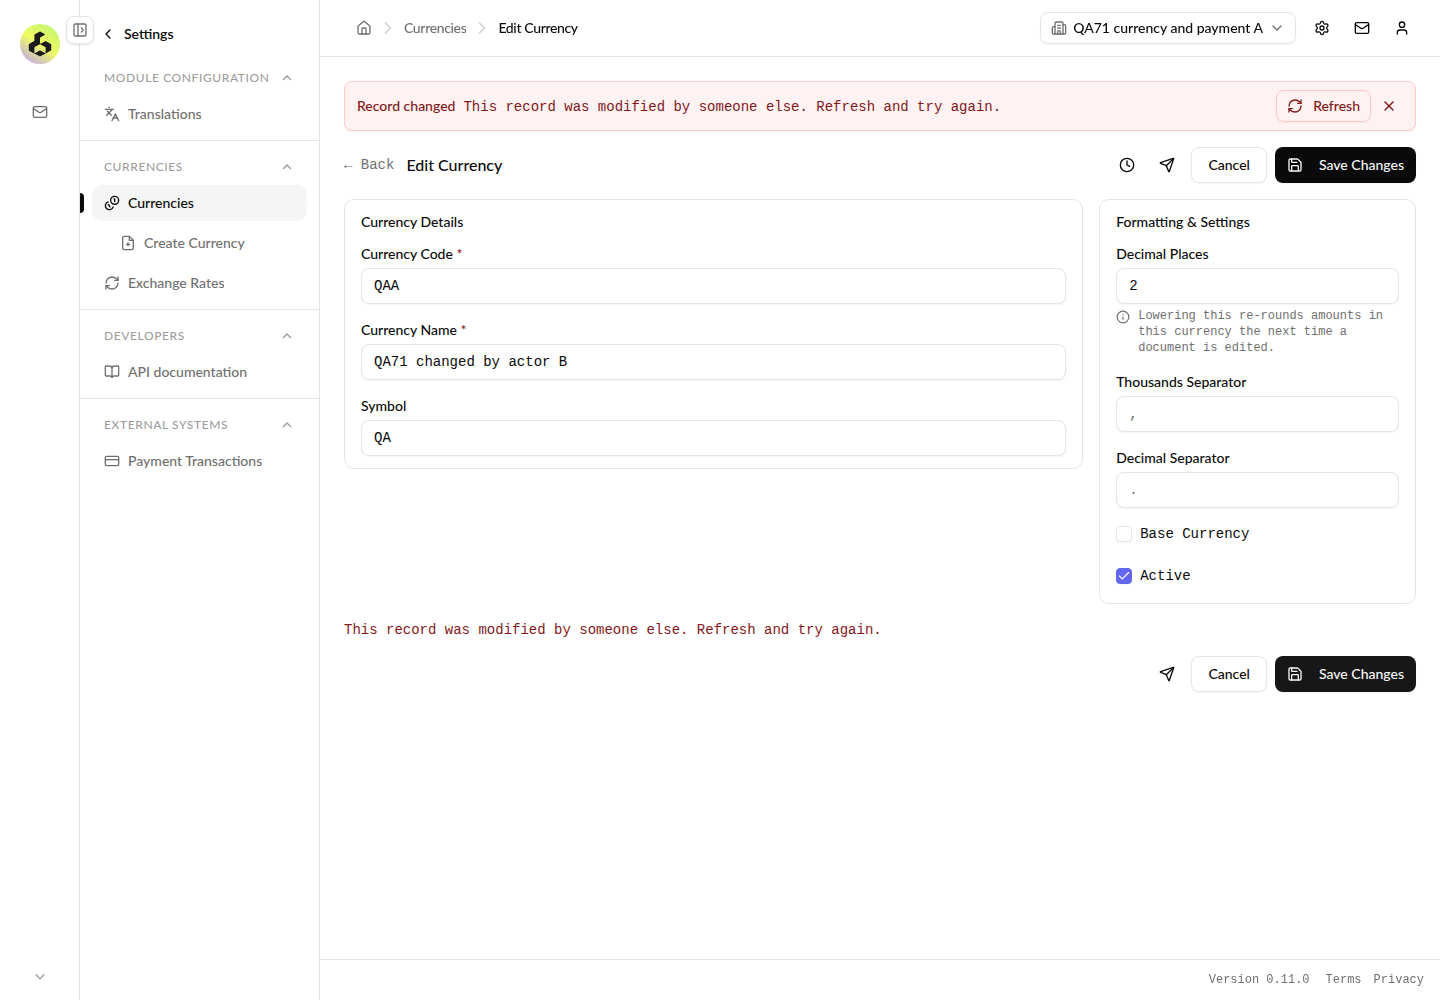 Settings
MODULE CONFIGURATION
Translations
CURRENCIES
Currencies
Create Currency
Exchange Rates
DEVELOPERS
API documentation
EXTERNAL SYSTEMS
Payment Transactions
Currencies
Edit Currency
QA71 currency and payment A
Record changed This record was modified by someone else. Refresh and try again.
Refresh
← Back
Edit Currency
Cancel
Save Changes
Currency Details
Currency Code *
QAA
Currency Name *
QA71 changed by actor B
Symbol
QA
Formatting & Settings
Decimal Places
2
Lowering this re-rounds amounts in
this currency the next time a
document is edited.
Thousands Separator
,
Decimal Separator
.
Base Currency
Active
This record was modified by someone else. Refresh and try again.
Cancel
Save Changes
Version 0.11.0
Terms
Privacy